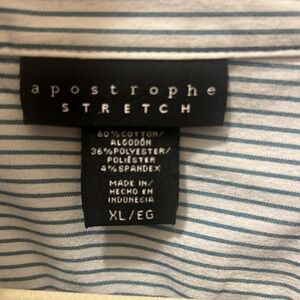 apostrophe
STRETCH
60%COTTON/
ALGODÓN
36%POLYESTER/
POLIÉSTER
4%SPANDEX
MADE IN/
HECHO EN
INDONESIA
XL/EG